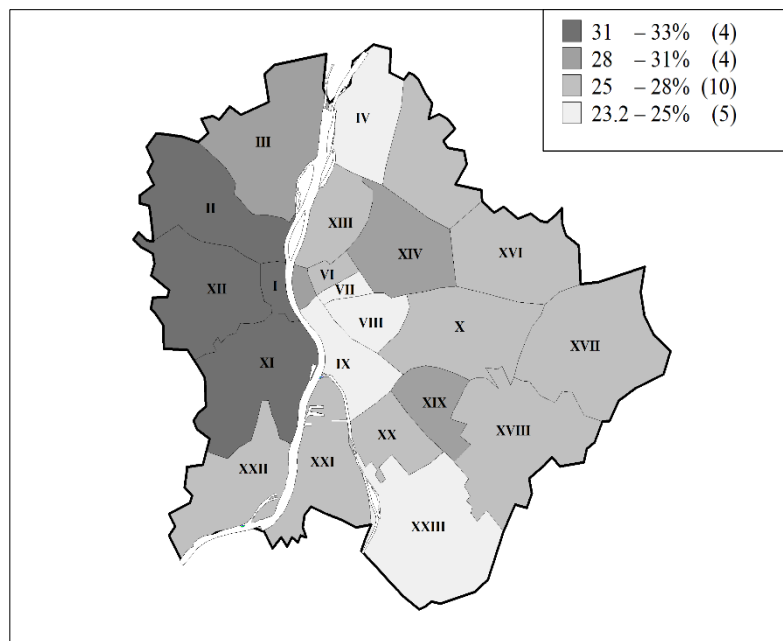 31 – 33% (4)
28 – 31% (4)
25 – 28% (10)
23.2 – 25% (5)
IV
III
II
XIII
XIV
XVI
VI
XII
I
VII
VIII
X
XVII
XI
IX
XIX
XX
XVIII
XXII
XXI
XXIII